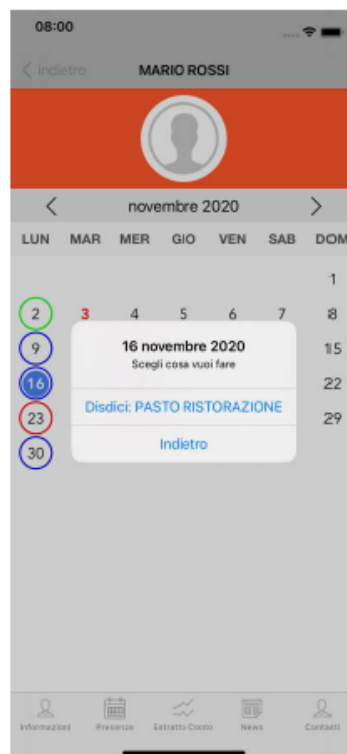 08:00
Indietro MARIO ROSSI
novembre 2020
LUN MAR MER GIO VEN SAB DOM
1
2 3 4 5 6 7 8
9 15
16 22
23 29
30
16 novembre 2020
Scegli cosa vuoi fare
Disdici: PASTO RISTORAZIONE
Indietro
Informazioni Presenze Estratto Conto News Contatti